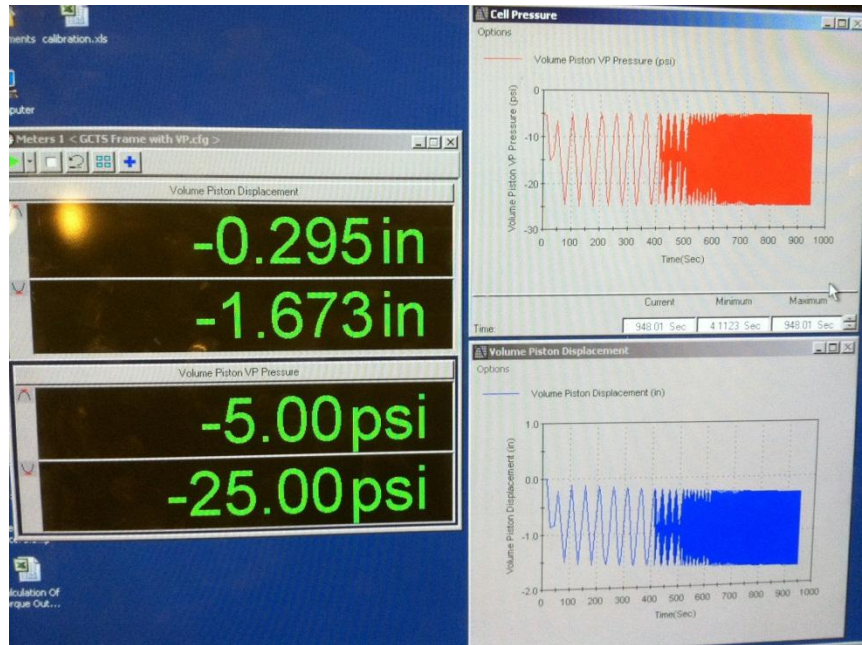 ments calibration.xls
puter
Meters 1 < GCTS Frame with VP.cfg >
Volume Piston Displacement
-0.295 in
-1.673 in
Volume Piston VP Pressure
-5.00 psi
-25.00 psi
lculation Of
rque Out...
Cell Pressure
Options
Volume Piston VP Pressure (psi)
Volume Piston VP Pressure (psi)
0
-10
-20
-30
0 100 200 300 400 500 600 700 800 900 1000
Time(Sec)
Current Minimum Maximum
Time: 948.01 Sec 4.1123 Sec 948.01 Sec
Volume Piston Displacement
Options
Volume Piston Displacement (in)
Volume Piston Displacement (in)
1.0
0.0
-1.0
-2.0
0 100 200 300 400 500 600 700 800 900 1000
Time(Sec)